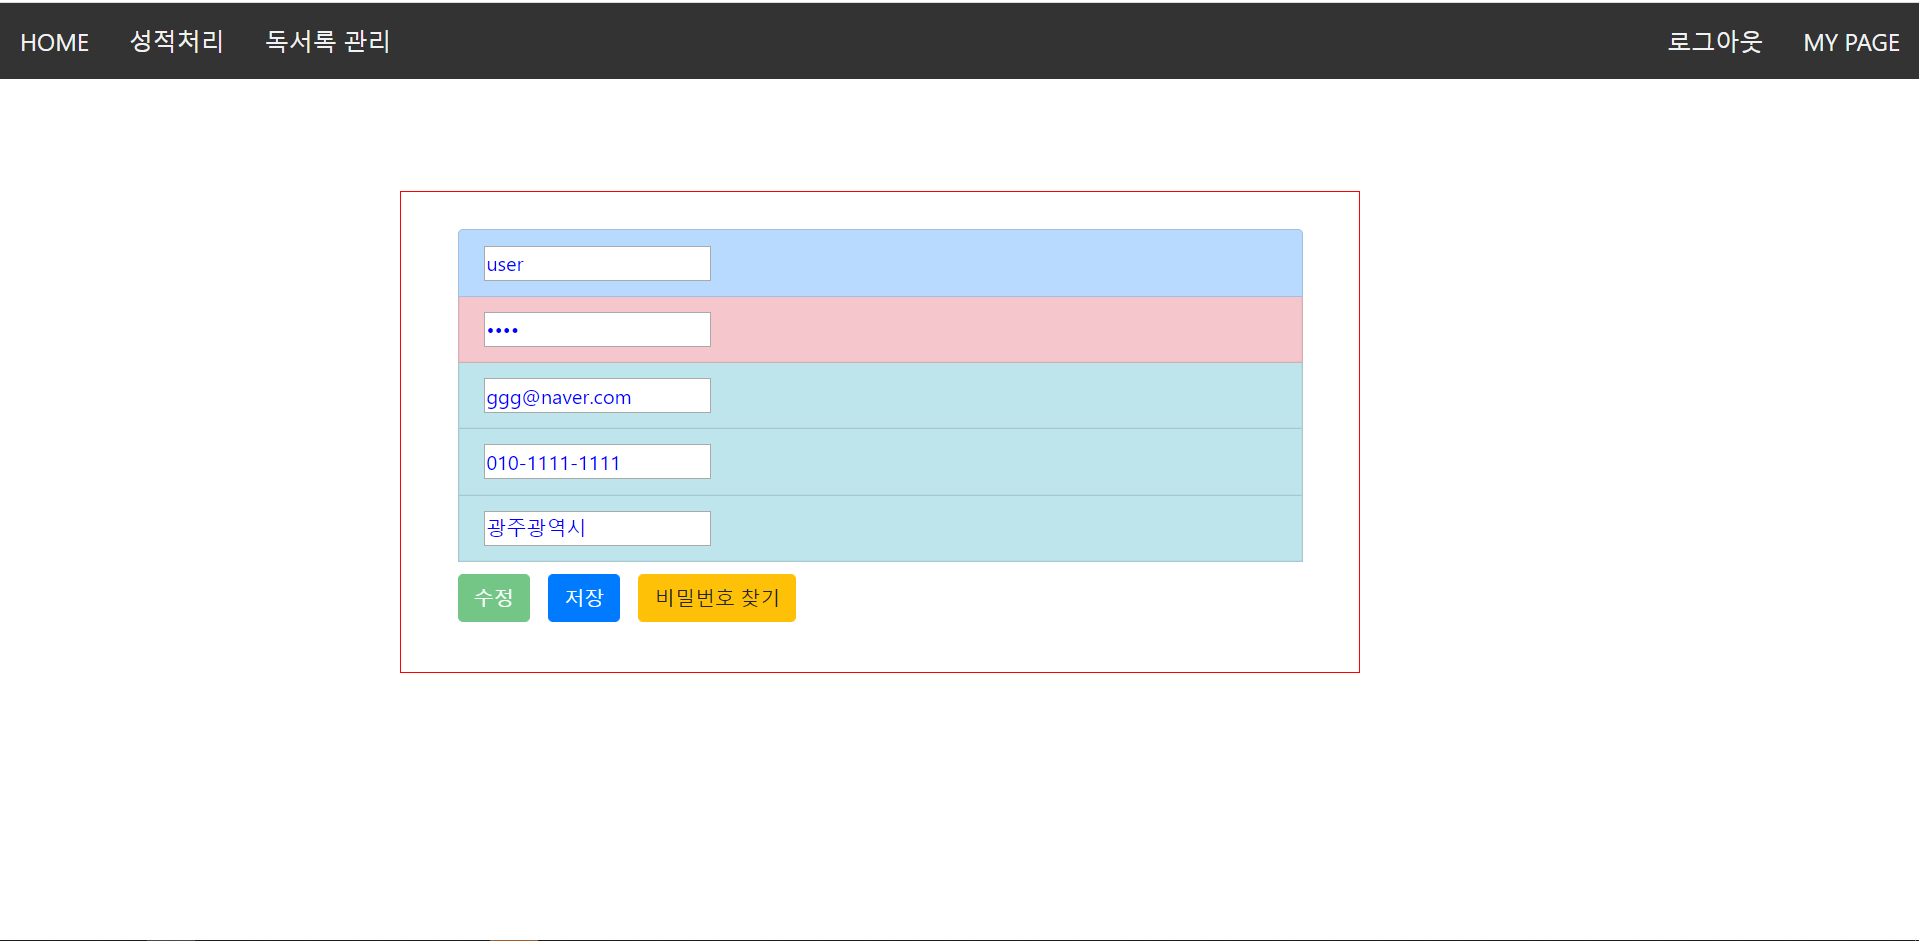 HOME 성적처리 독서록 관리 로그아웃 MY PAGE
user
••••
ggg@naver.com
010-1111-1111
광주광역시
수정 저장 비밀번호 찾기